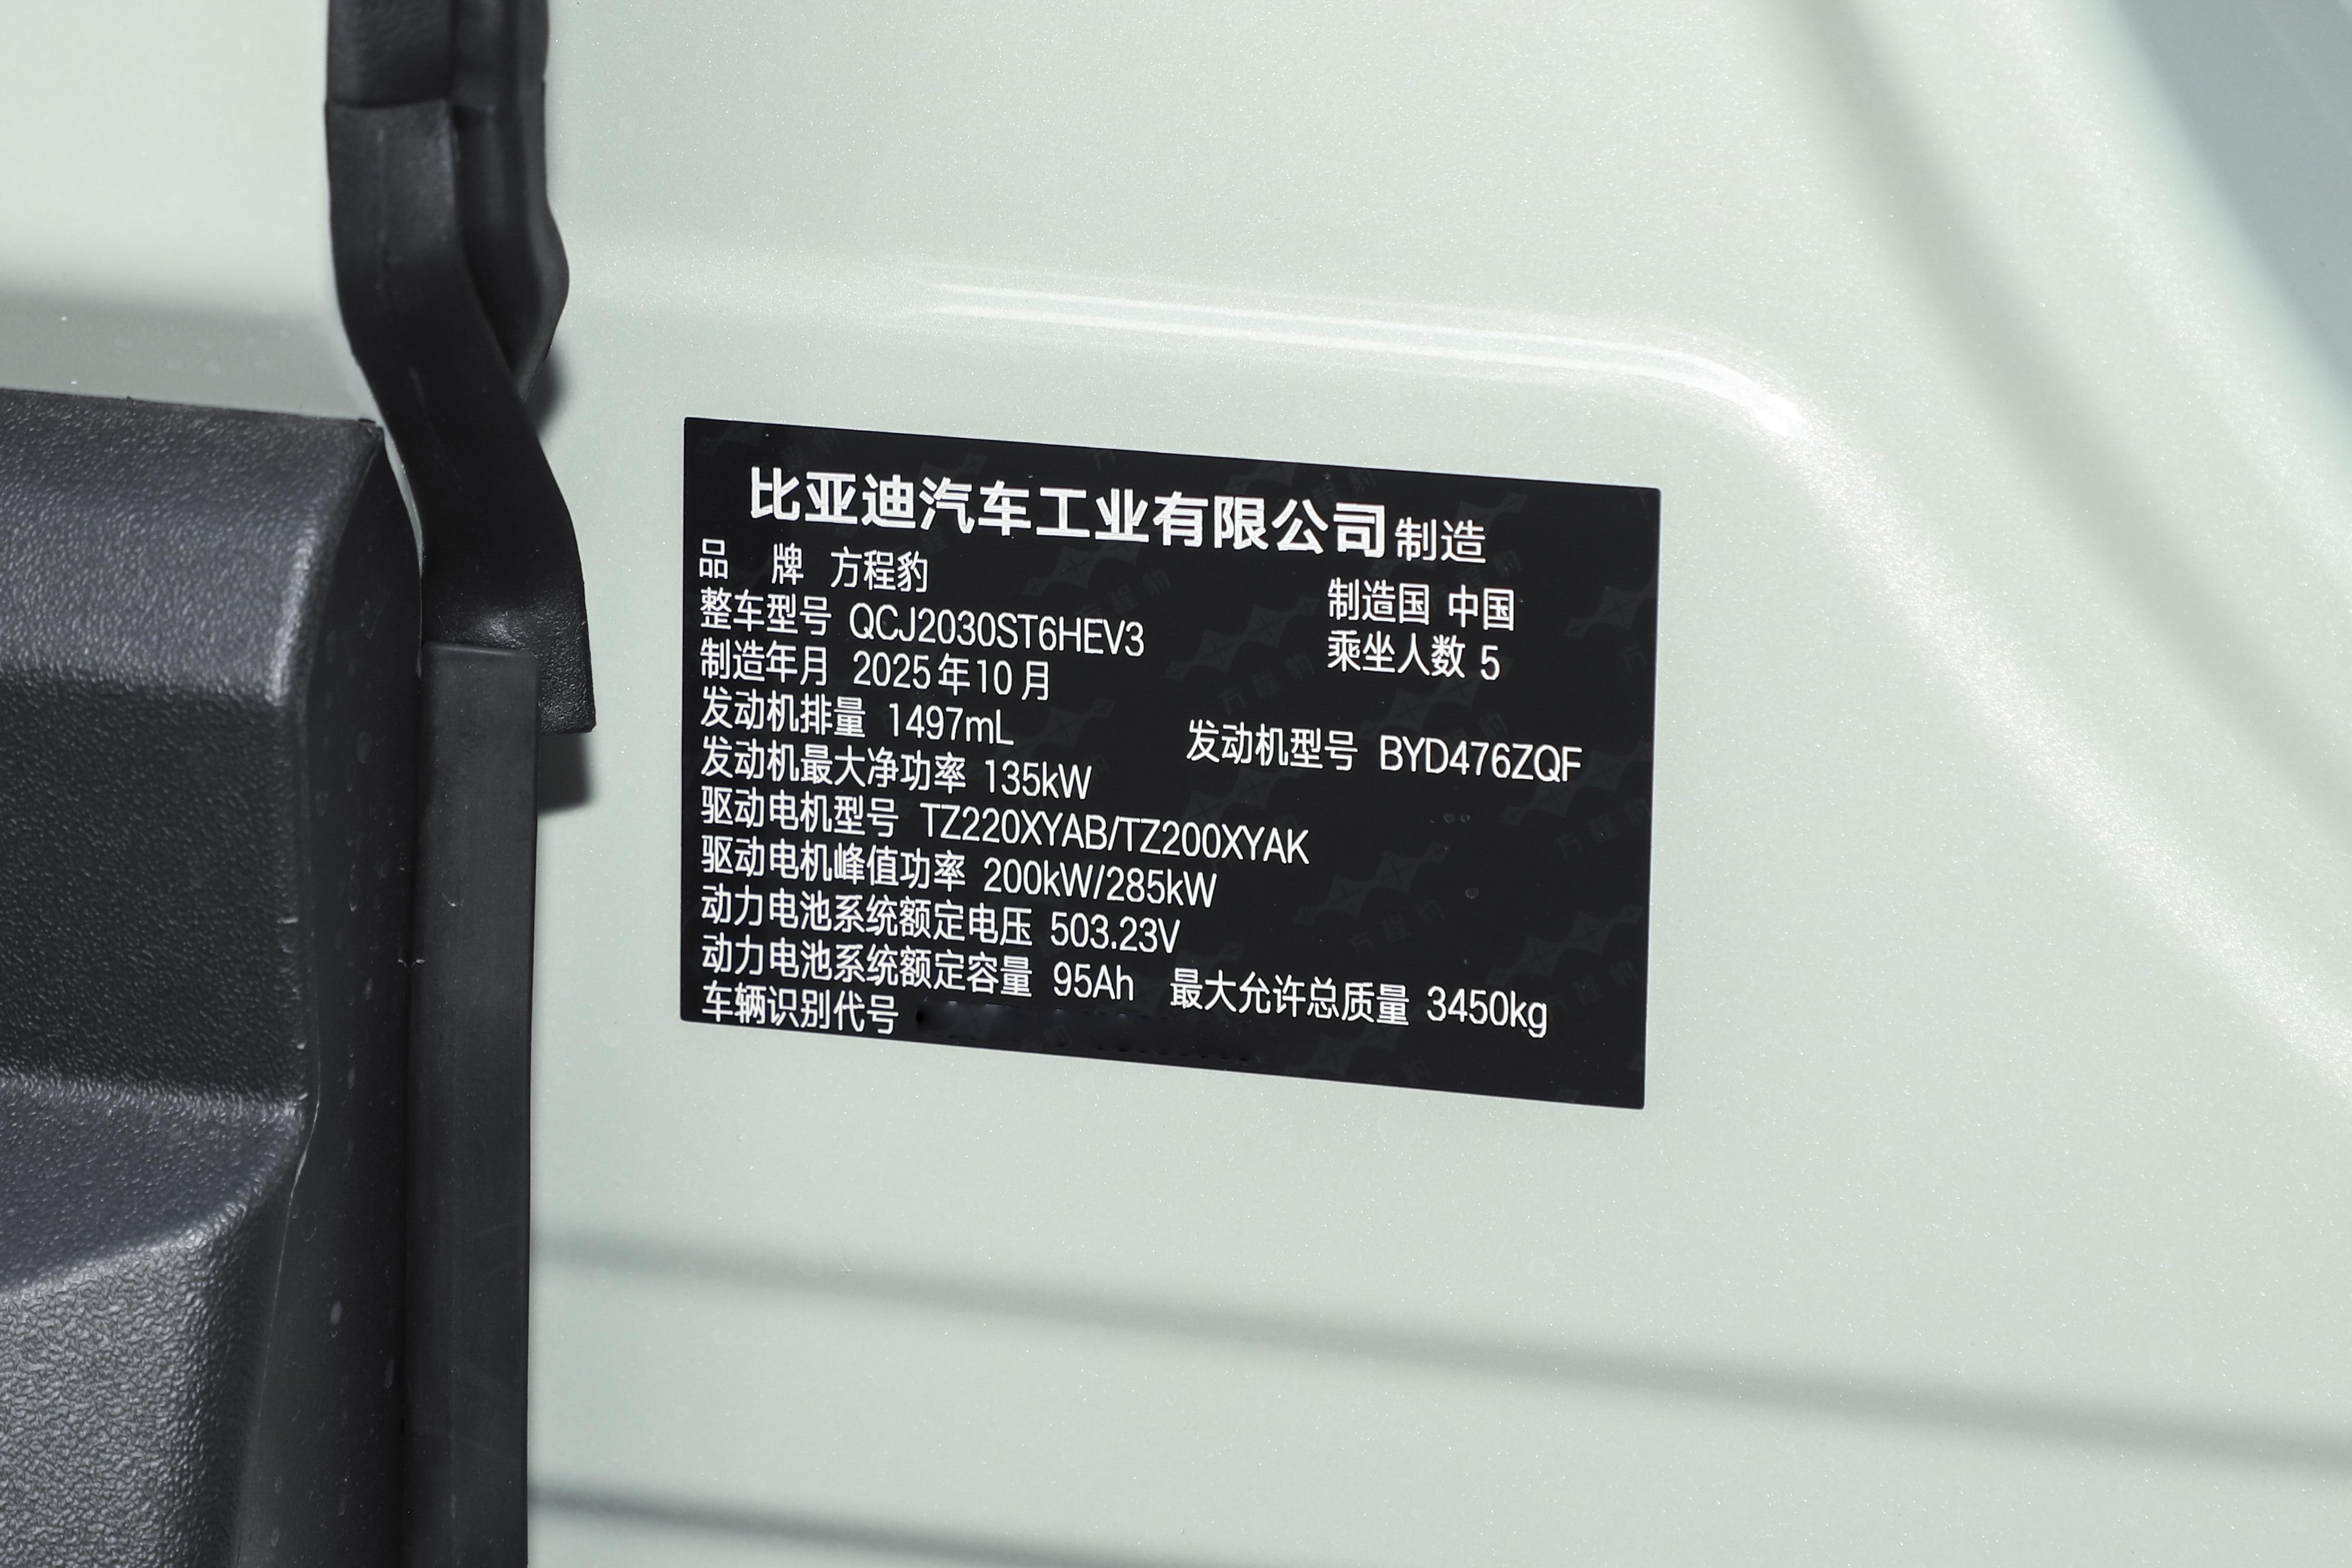 比亚迪汽车工业有限公司制造
品 牌 方程豹 制造国 中国
整车型号 QCJ2030ST6HEV3 乘坐人数 5
制造年月 2025年10月
发动机排量 1497mL 发动机型号 BYD476ZQF
发动机最大净功率 135kW
驱动电机型号 TZ220XYAB/TZ200XYAK
驱动电机峰值功率 200kW/285kW
动力电池系统额定电压 503.23V
动力电池系统额定容量 95Ah 最大允许总质量 3450kg
车辆识别代号